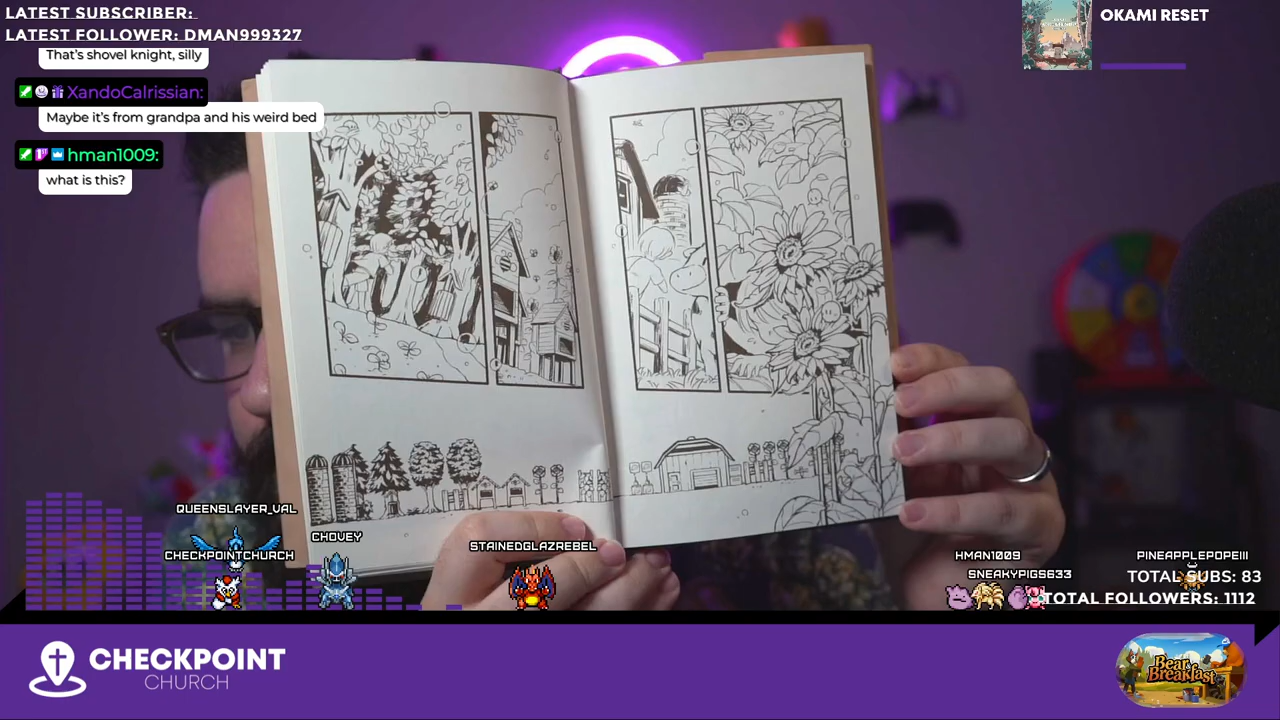 LATEST SUBSCRIBER:
LATEST FOLLOWER: DMAN999327
That's shovel knight, silly
XandoCalrissian:
Maybe it's from grandpa and his weird bed
hman1009:
what is this?
OKAMI RESET
QUEENSLAYER_VAL
CHECKPOINTCHURCH
CHOVEY
STAINEDGLAZREBEL
HMAN1009
SNEAKYPIGS633
PINEAPPLEPOPEIII
TOTAL SUBS: 83
TOTAL FOLLOWERS: 1112
CHECKPOINT
CHURCH
Bear
Breakfast